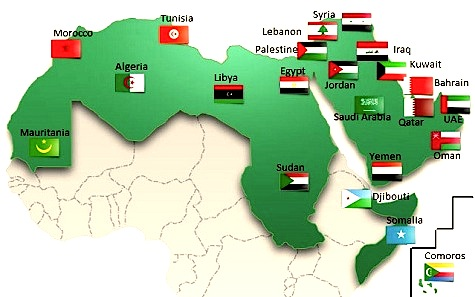 Syria
Tunisia
Lebanon
Morocco
Palestine
Iraq
Algeria
Kuwait
Libya
Egypt
Jordan
Bahrain
Saudi Arabia
Qatar
UAE
Mauritania
Oman
Yemen
Sudan
Djibouti
Somalia
Comoros